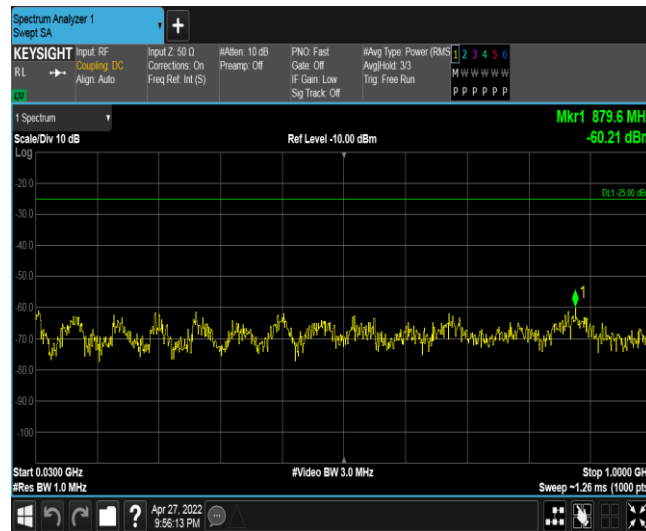 Spectrum Analyzer 1
Swept SA
KEYSIGHT
RL
LXI
Input: RF
Coupling: DC
Align: Auto
Input Z: 50 Ω
Corrections: On
Freq Ref: Int (S)
#Atten: 10 dB
Preamp: Off
PNO: Fast
Gate: Off
IF Gain: Low
Sig Track: Off
#Avg Type: Power (RMS
Avg|Hold: 3/3
Trig: Free Run
1 2 3 4 5 6
M W W W W W
P P P P P P
1 Spectrum
Mkr1 879.6 MH
Scale/Div 10 dB
Ref Level -10.00 dBm
-60.21 dBm
Log
-20.0
DL1 -25.00 dB
-30.0
-40.0
-50.0
1
-60.0
-70.0
-80.0
-90.0
-100
Start 0.0300 GHz
#Video BW 3.0 MHz
Stop 1.0000 GH
#Res BW 1.0 MHz
Sweep ~1.26 ms (1000 pts
?
Apr 27, 2022
9:56:13 PM